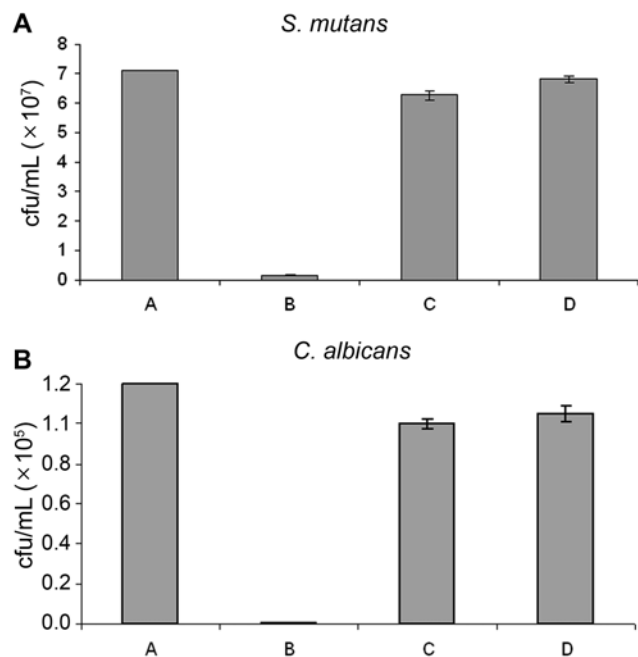 A
S. mutans
cfu/mL (×10⁷)
8
7
6
5
4
3
2
1
0
A B C D
B
C. albicans
cfu/mL (×10⁵)
1.2
1.1
0.8
0.6
0.4
0.2
0.0
A B C D